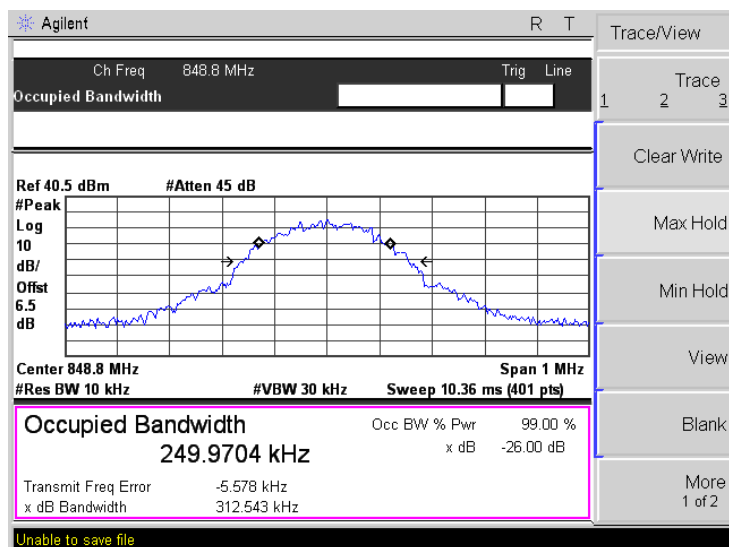 Agilent R T
Ch Freq 848.8 MHz Trig Line
Occupied Bandwidth
Ref 40.5 dBm #Atten 45 dB
#Peak
Log
10
dB/
Offst
6.5
dB
Center 848.8 MHz Span 1 MHz
#Res BW 10 kHz #VBW 30 kHz Sweep 10.36 ms (401 pts)
Occupied Bandwidth
249.9704 kHz
Occ BW % Pwr 99.00 %
x dB -26.00 dB
Transmit Freq Error -5.578 kHz
x dB Bandwidth 312.543 kHz
Unable to save file
Trace/View
Trace
1 2 3
Clear Write
Max Hold
Min Hold
View
Blank
More
1 of 2